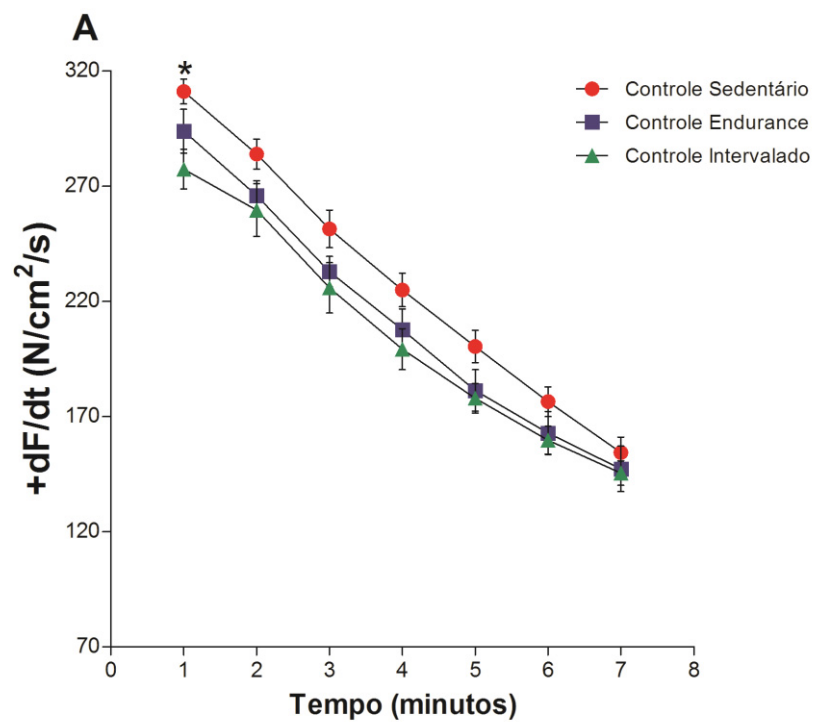 A
*
320
270
220
170
120
70
+dF/dt (N/cm²/s)
Controle Sedentário
Controle Endurance
Controle Intervalado
0 1 2 3 4 5 6 7 8
Tempo (minutos)